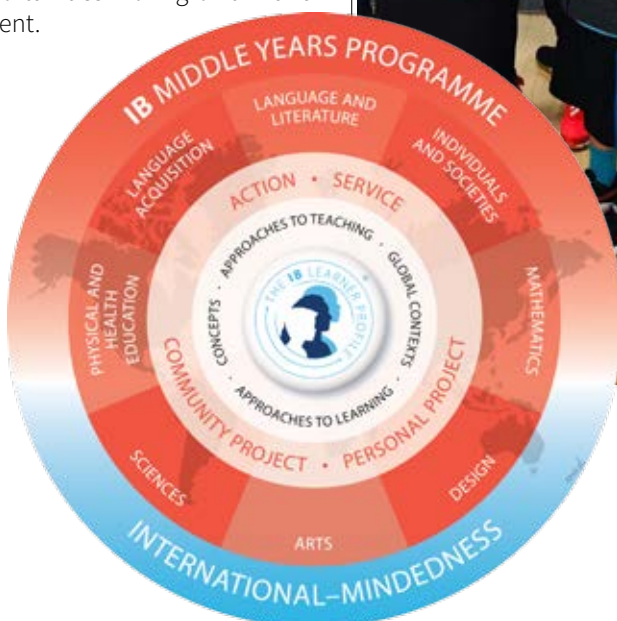 ent.
IB MIDDLE YEARS PROGRAMME
LANGUAGE AND
LITERATURE
INDIVIDUALS
AND SOCIETIES
MATHEMATICS
DESIGN
ARTS
SCIENCES
PHYSICAL AND
HEALTH
EDUCATION
LANGUAGE
ACQUISITION
ACTION • SERVICE
COMMUNITY PROJECT • PERSONAL PROJECT
APPROACHES TO TEACHING · GLOBAL CONTEXTS · APPROACHES TO LEARNING · CONCEPTS ·
THE IB LEARNER PROFILE
INTERNATIONAL–MINDEDNESS